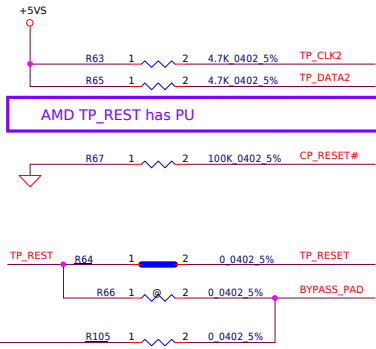 +5VS
R63 1 2 4.7K_0402_5% TP_CLK2
R65 1 2 4.7K_0402_5% TP_DATA2
AMD TP_REST has PU
R67 1 2 100K_0402_5% CP_RESET#
TP_REST R64 1 2 0_0402_5% TP_RESET
R66 1 @ 2 0_0402_5% BYPASS_PAD
R105 1 2 0_0402_5%